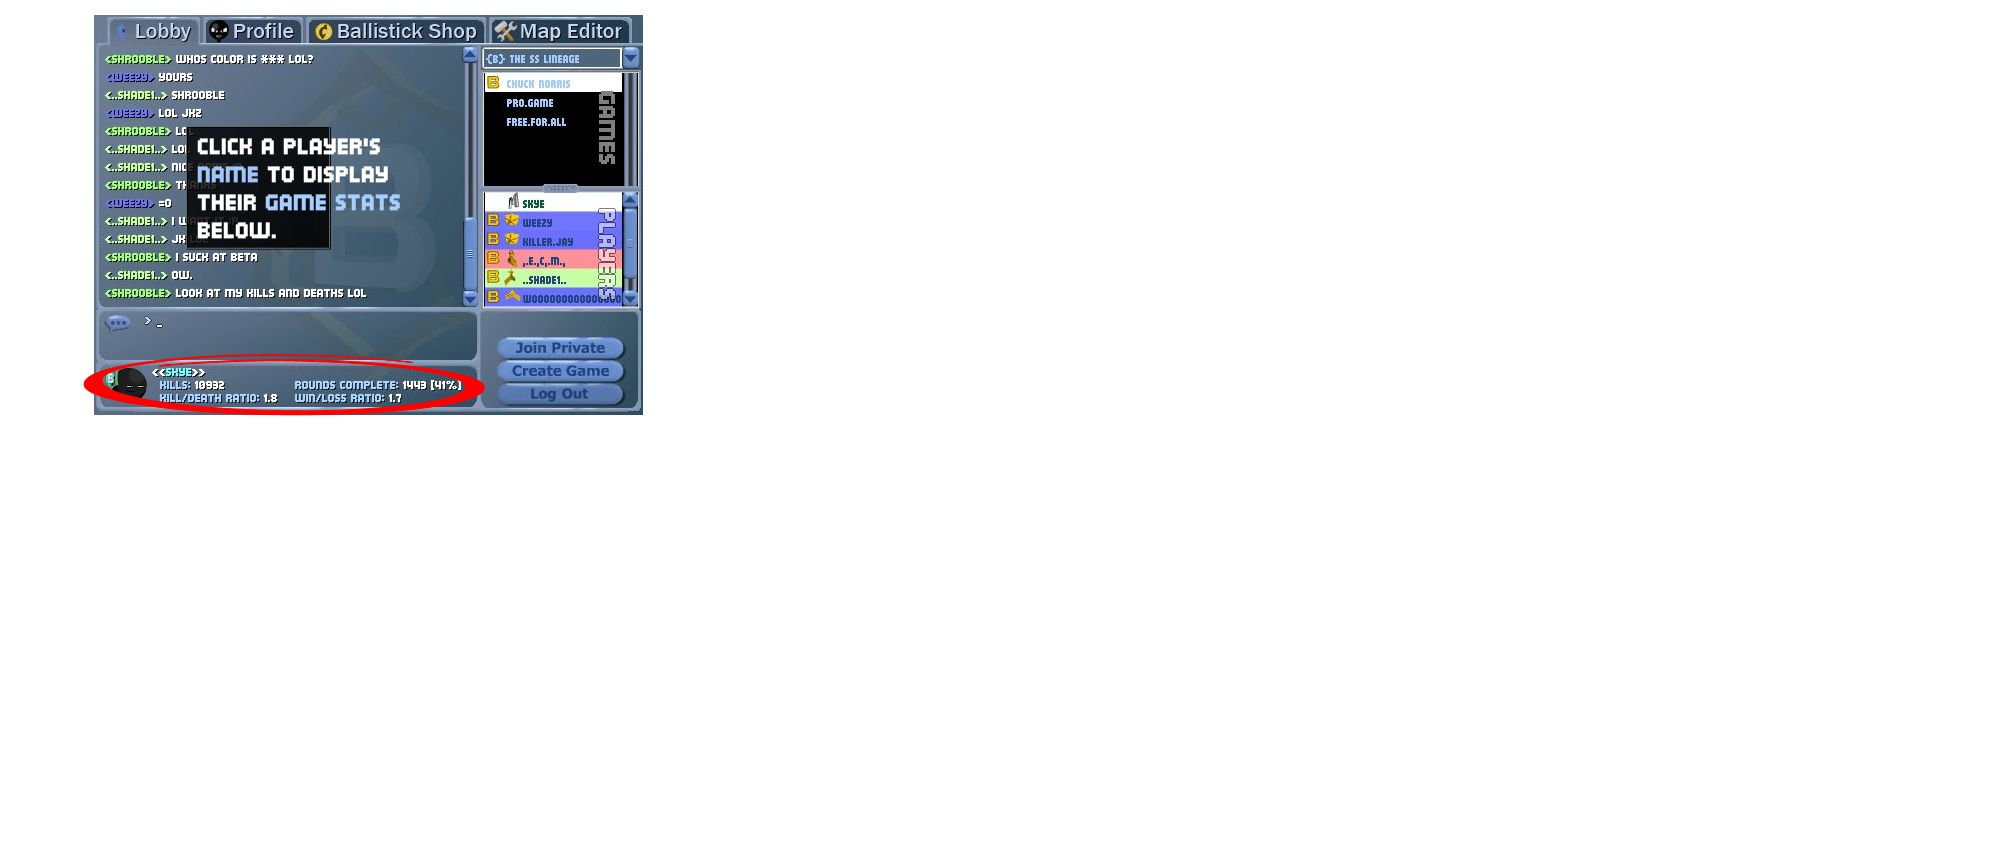 Lobby
Profile
Ballistick Shop
Map Editor
<SHROOBLE> WHOS COLOR IS *** LOL?
<WEEZY> YOURS
<..SHADE1..> SHROOBLE
<WEEZY> LOL JKZ
<SHROOBLE> LOL
<..SHADE1..>
<..SHADE1..>
<SHROOBLE> THANKS
<WEEZY> =O
<..SHADE1..> I
<..SHADE1..>
<SHROOBLE> I SUCK AT BETA
<..SHADE1..> OW.
<SHROOBLE> LOOK AT MY KILLS AND DEATHS LOL
CLICK A PLAYER'S
NAME TO DISPLAY
THEIR GAME STATS
BELOW.
> _
<<SKYE>>
KILLS: 10932
KILL/DEATH RATIO: 1.8
ROUNDS COMPLETE: 1443 [41%]
WIN/LOSS RATIO: 1.7
{B} THE SS LINEAGE
B CHUCK NORRIS
PRO.GAME
FREE.FOR.ALL
GAMES
SKYE
B WEEZY
B KILLER.JAY
B ,.E.,C,.M.,
B ..SHADE1..
B
PLAYERS
Join Private
Create Game
Log Out